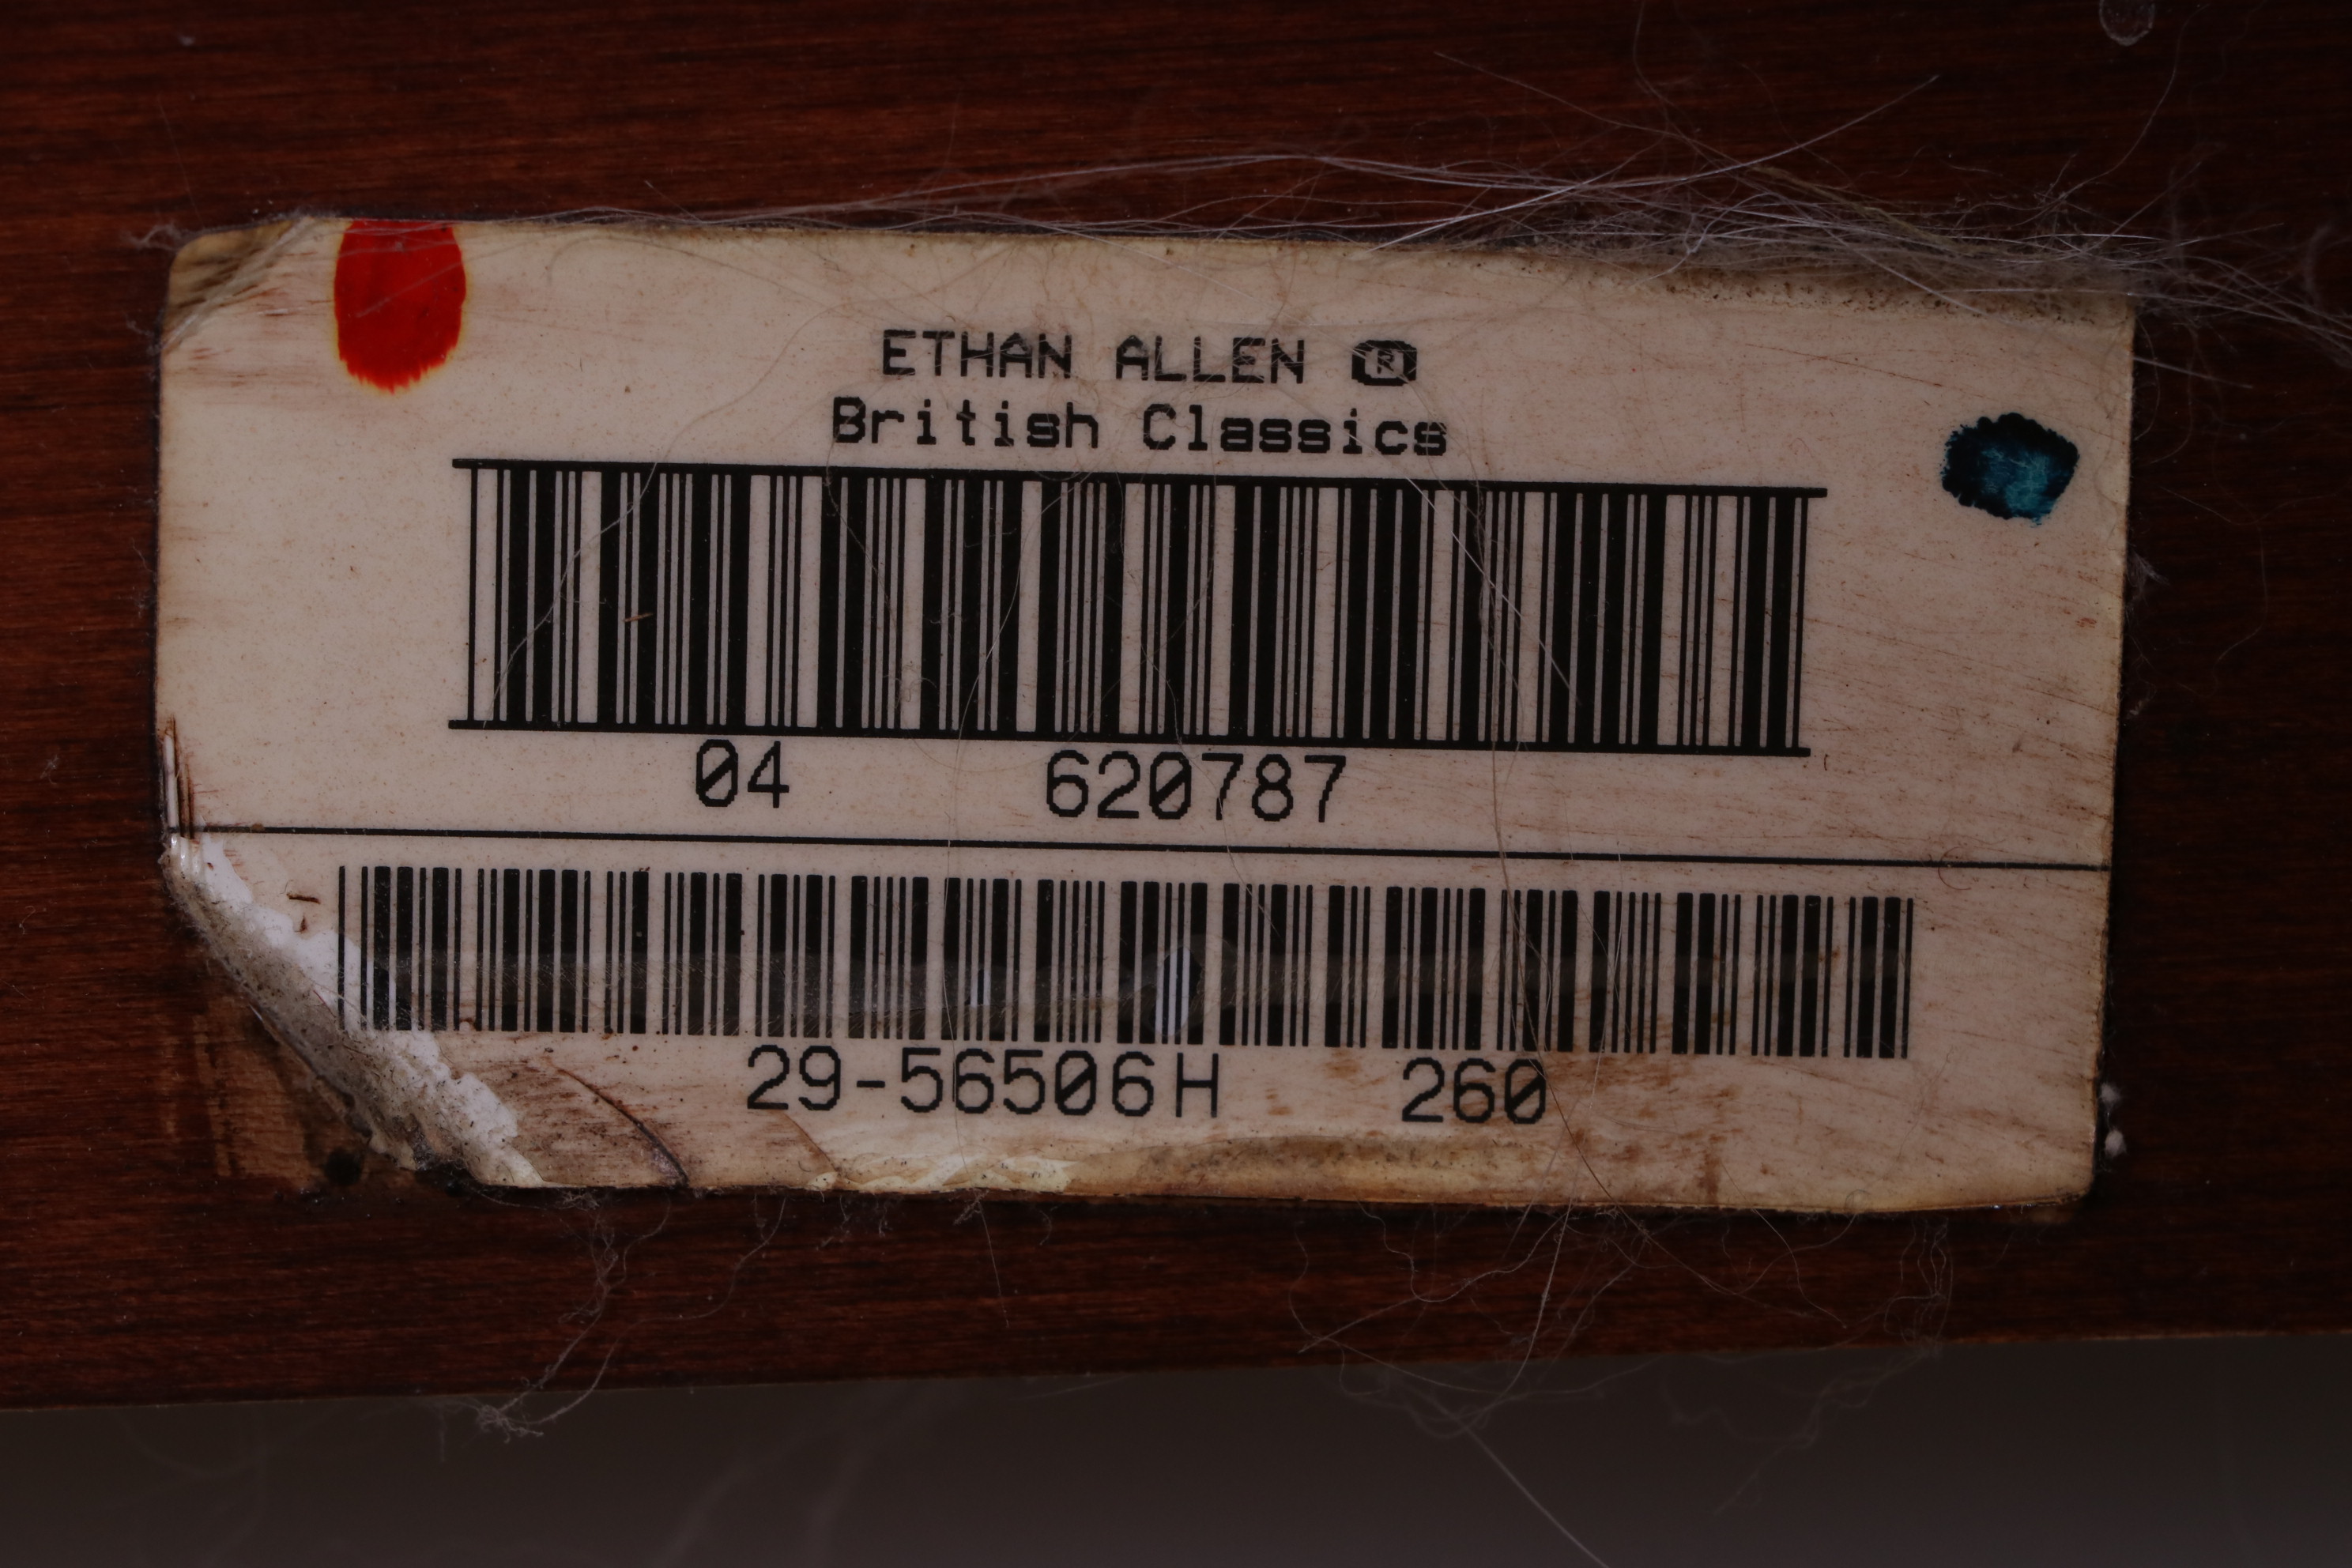 ETHAN ALLEN ®
British Classics
04 620787
29-56506H 260